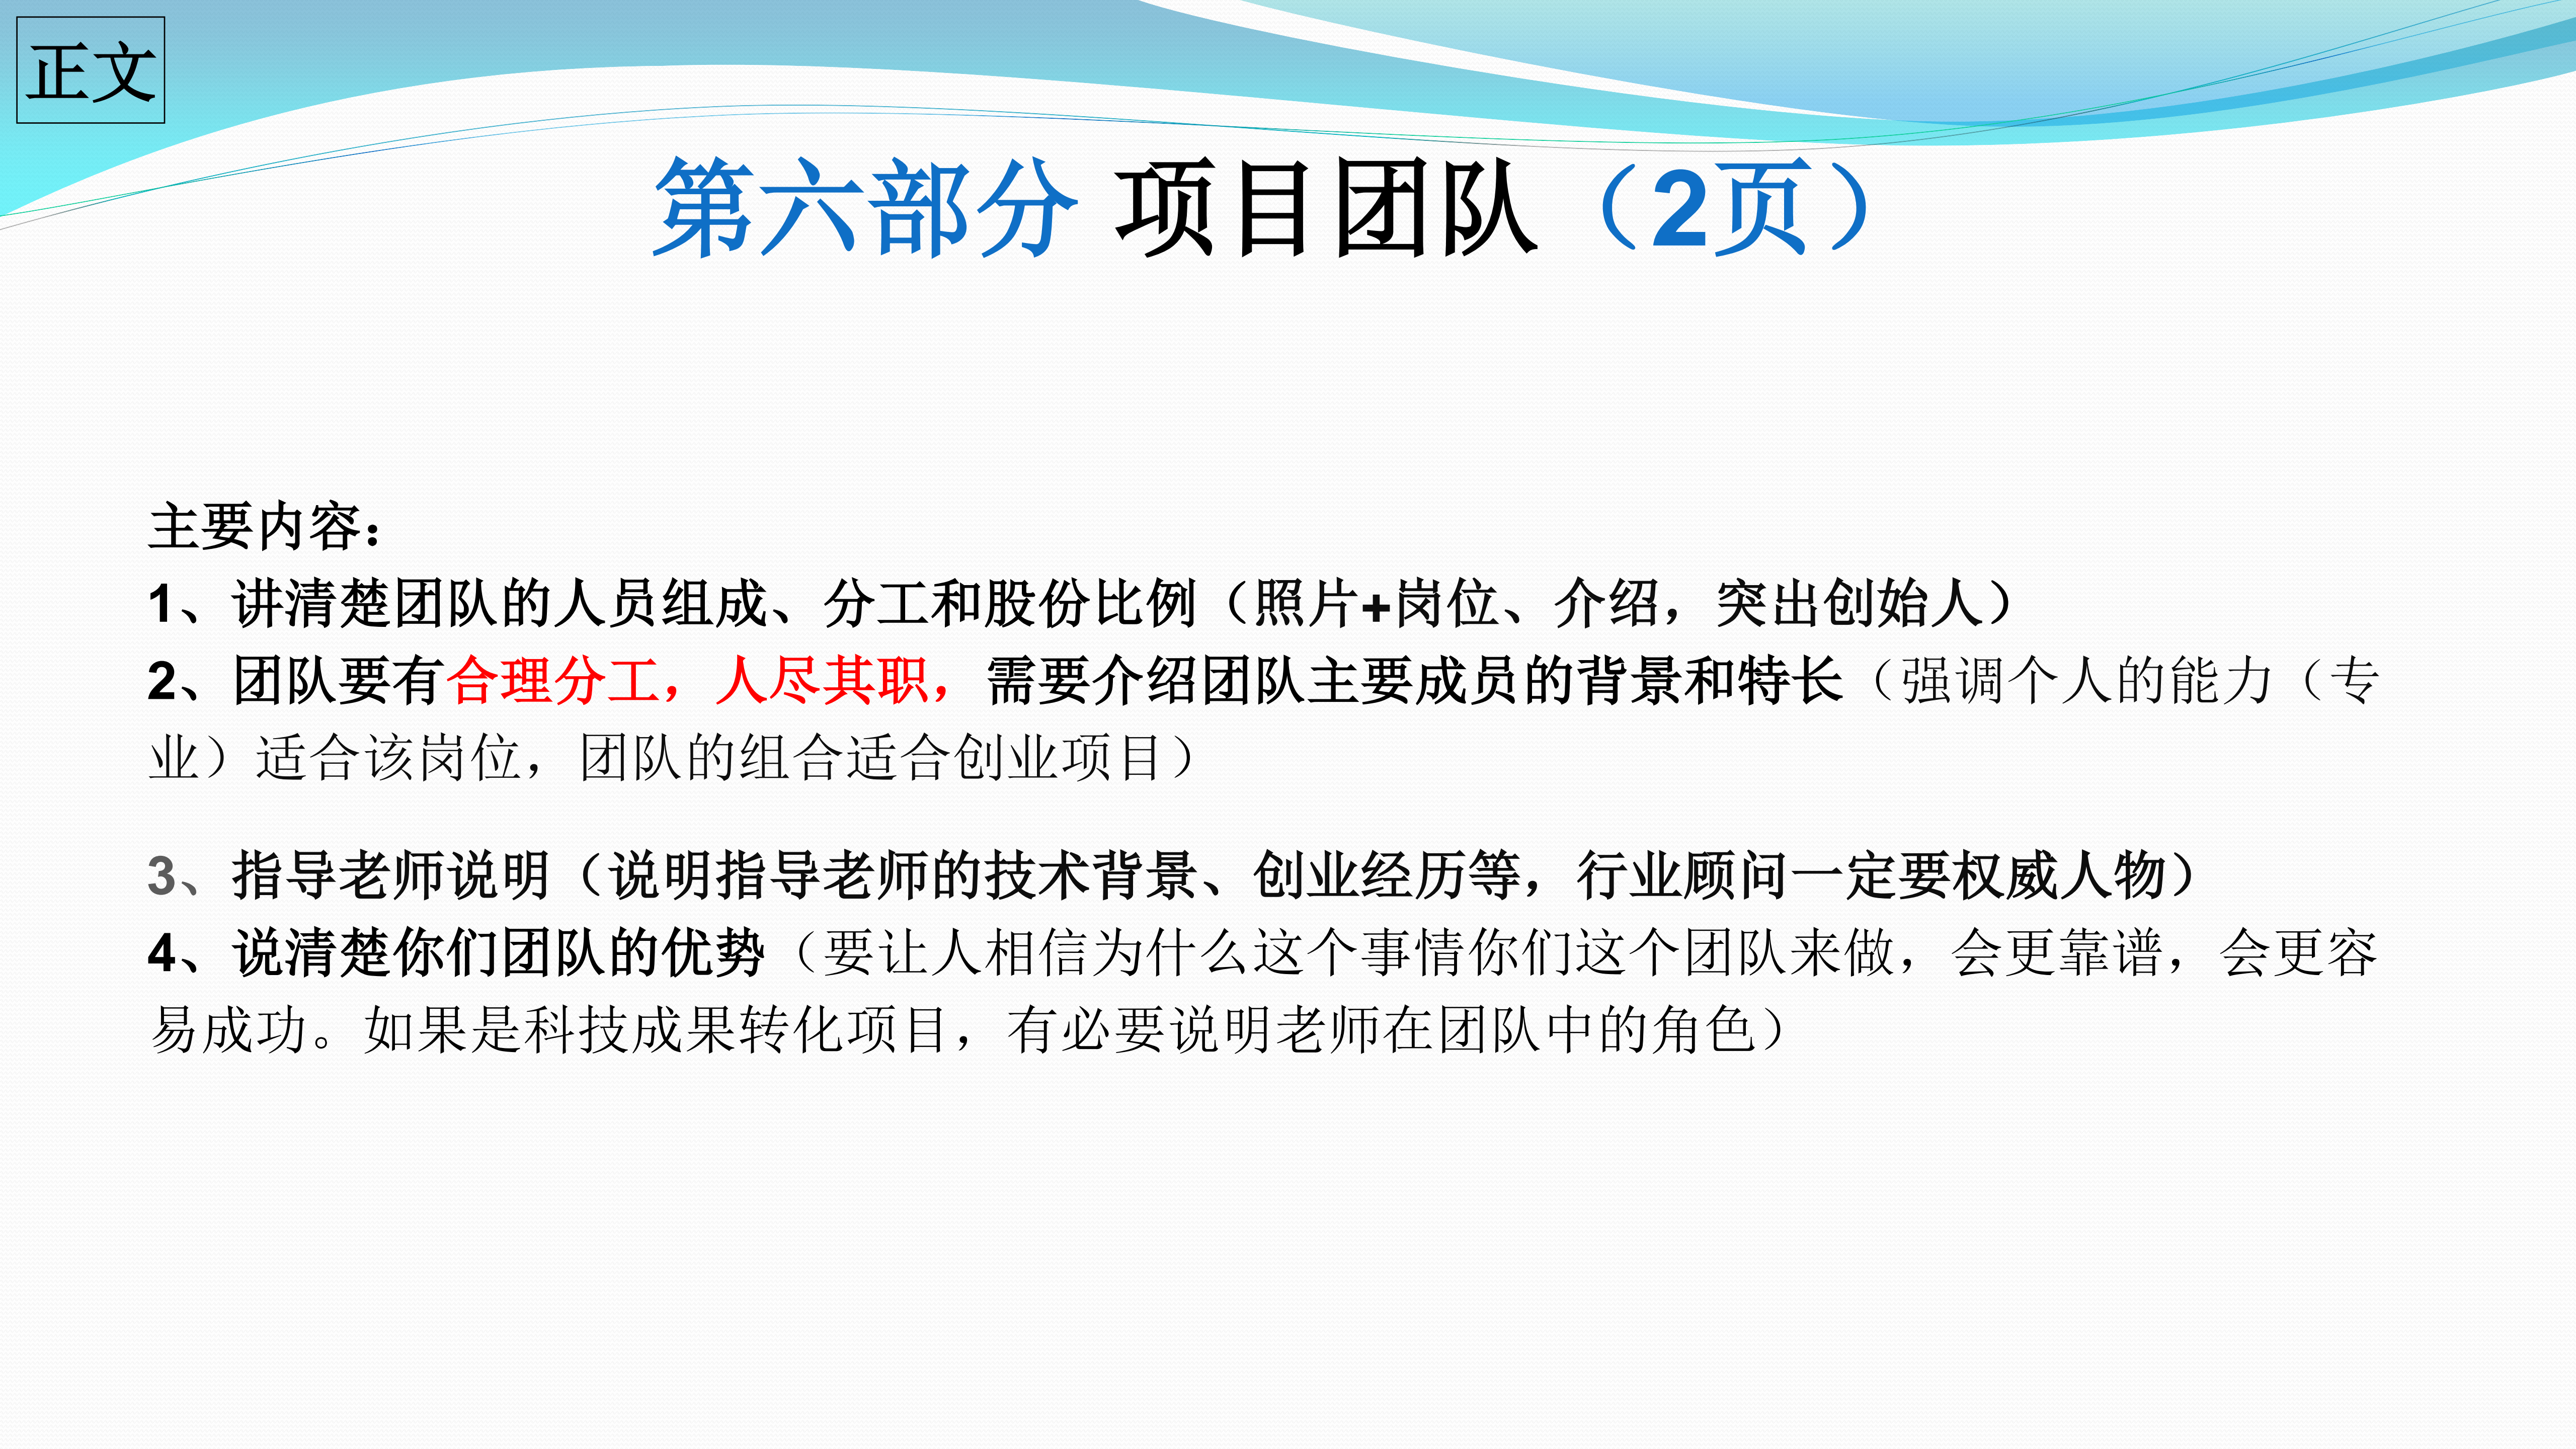 正文
第六部分 项目团队（2页）
主要内容：
1、讲清楚团队的人员组成、分工和股份比例（照片+岗位、介绍，突出创始人）
2、团队要有合理分工，人尽其职，需要介绍团队主要成员的背景和特长（强调个人的能力（专
业）适合该岗位，团队的组合适合创业项目）
3、指导老师说明（说明指导老师的技术背景、创业经历等，行业顾问一定要权威人物）
4、说清楚你们团队的优势（要让人相信为什么这个事情你们这个团队来做，会更靠谱，会更容
易成功。如果是科技成果转化项目，有必要说明老师在团队中的角色）